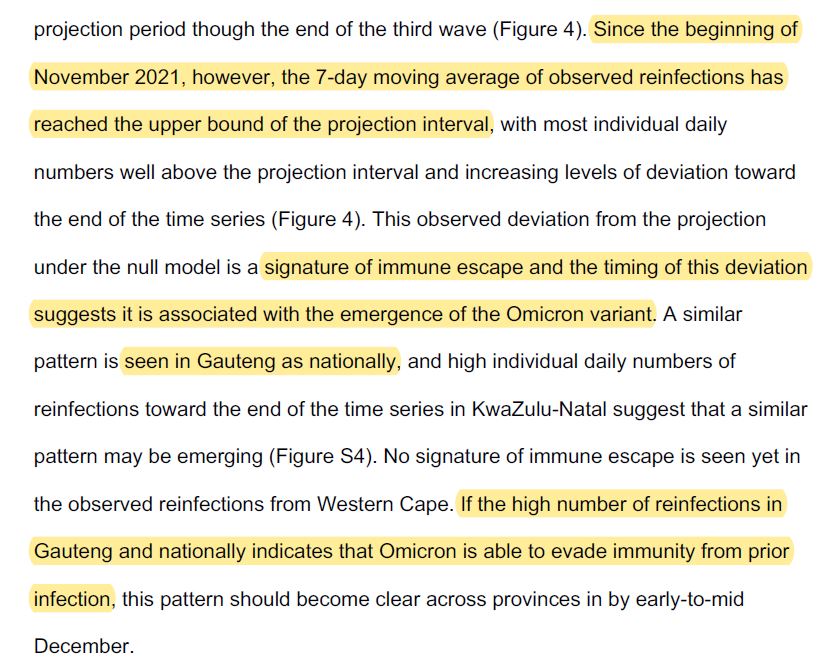 projection period though the end of the third wave (Figure 4). Since the beginning of
November 2021, however, the 7-day moving average of observed reinfections has
reached the upper bound of the projection interval, with most individual daily
numbers well above the projection interval and increasing levels of deviation toward
the end of the time series (Figure 4). This observed deviation from the projection
under the null model is a signature of immune escape and the timing of this deviation
suggests it is associated with the emergence of the Omicron variant. A similar
pattern is seen in Gauteng as nationally, and high individual daily numbers of
reinfections toward the end of the time series in KwaZulu-Natal suggest that a similar
pattern may be emerging (Figure S4). No signature of immune escape is seen yet in
the observed reinfections from Western Cape. If the high number of reinfections in
Gauteng and nationally indicates that Omicron is able to evade immunity from prior
infection, this pattern should become clear across provinces in by early-to-mid
December.